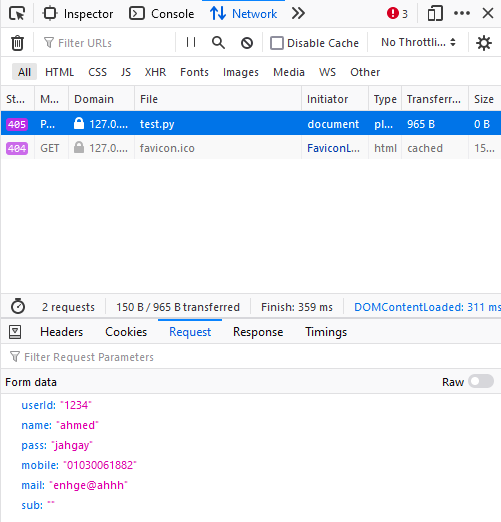 Inspector Console Network 3
Filter URLs Disable Cache No Throttli...
All HTML CSS JS XHR Fonts Images Media WS Other
St... M... Domain File Initiator Type Transferr... Size
405 P... 127.0.... test.py document pl... 965 B 0 B
404 GET 127.0.... favicon.ico FaviconL... html cached 15...
2 requests 150 B / 965 B transferred Finish: 359 ms DOMContentLoaded: 311 ms
Headers Cookies Request Response Timings
Filter Request Parameters
Form data Raw
userId: "1234"
name: "ahmed"
pass: "jahgay"
mobile: "01030061882"
mail: "enhge@ahhh"
sub: ""